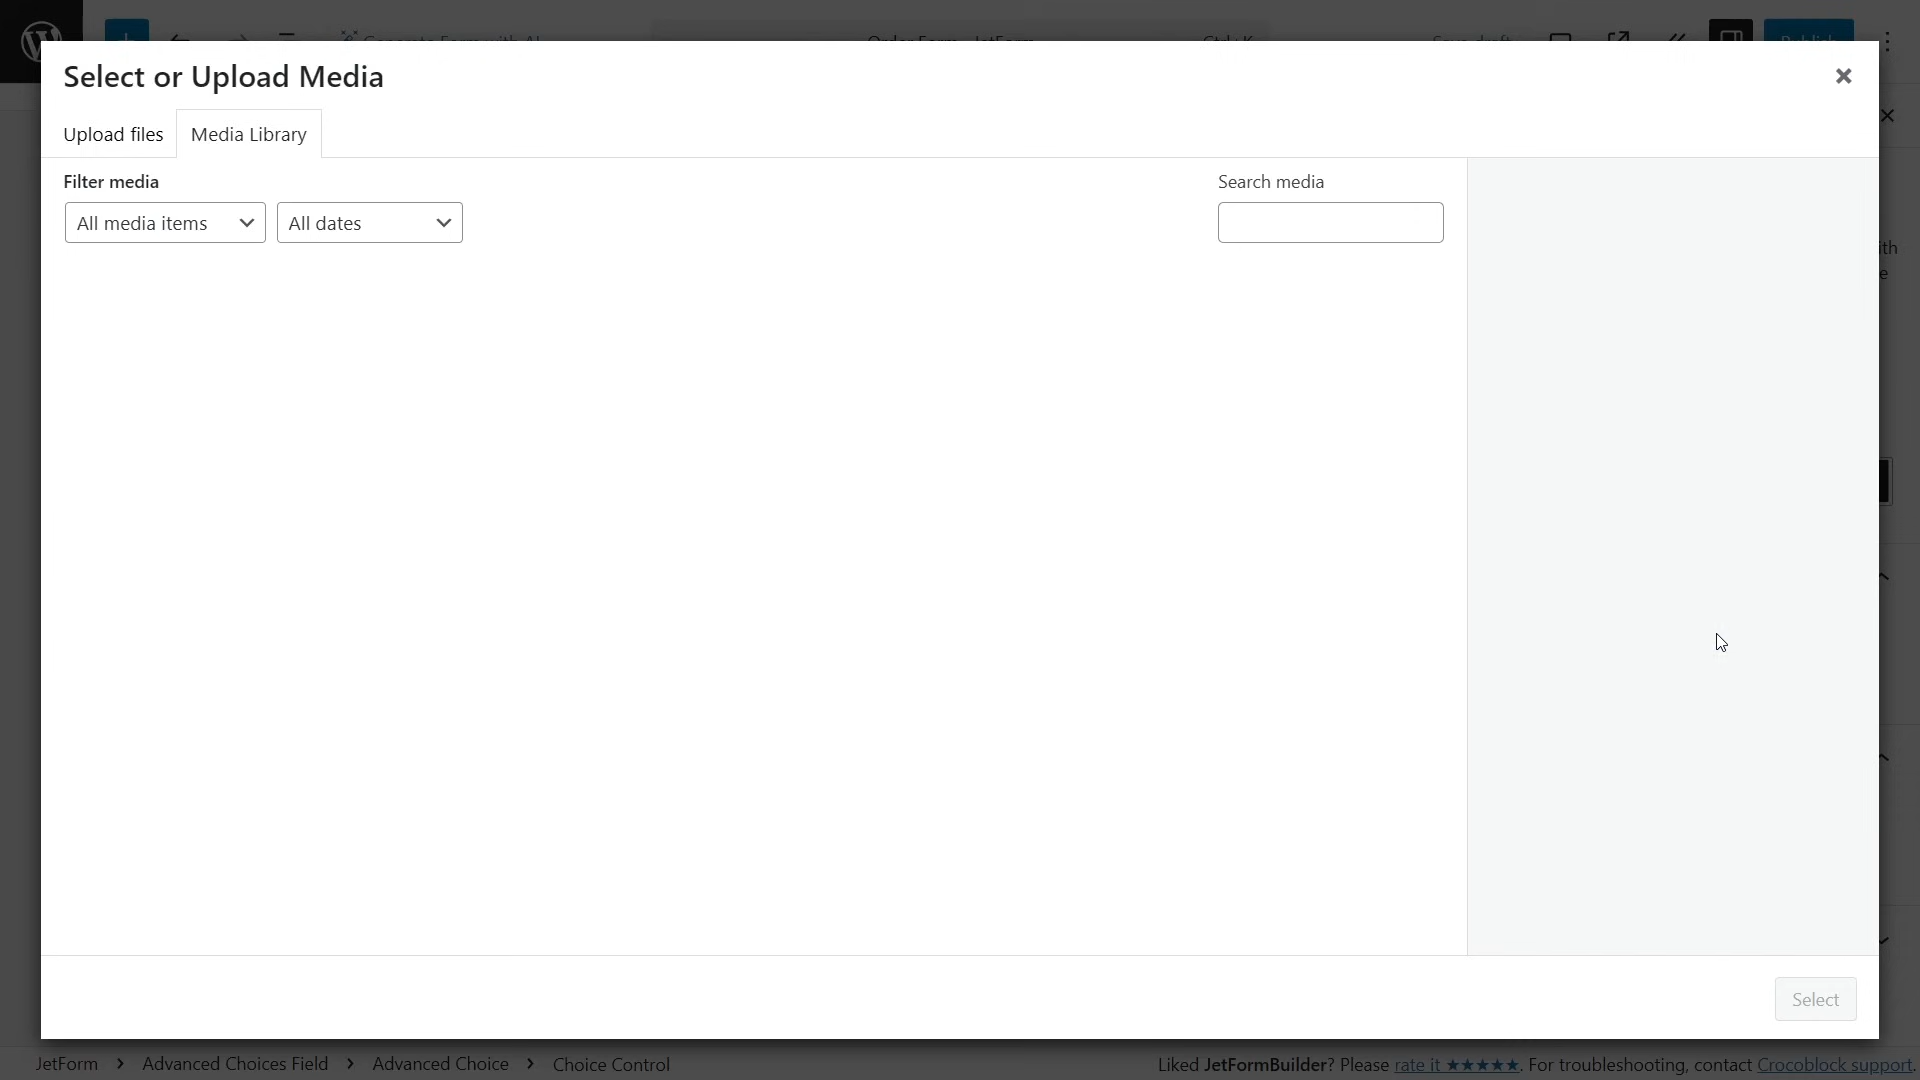 Select or Upload Media
Upload files
Media Library
Filter media
Search media
All media items
All dates
ith
e
Select
JetForm
Advanced Choices Field
Advanced Choice
Choice Control
Liked JetFormBuilder? Please rate it ★★★★★. For troubleshooting, contact Crocoblock support.